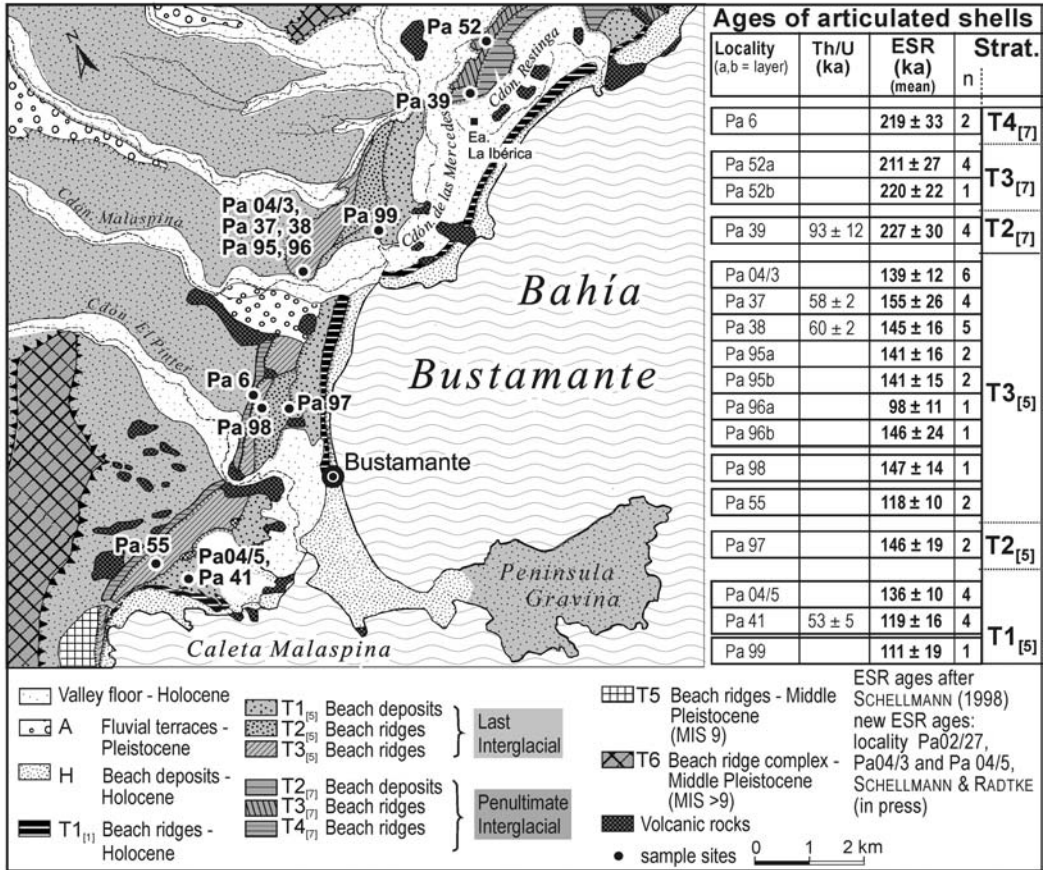 N
Pa 52
Cdón. Restinga
Pa 39
Ea.
La Ibérica
Cdón. de las Mercedes
Cdón. Malaspina
Pa 04/3,
Pa 37, 38
Pa 95, 96
Pa 99
Bahía
Bustamante
Cdón. El Pinter
Pa 6
Pa 97
Pa 98
Bustamante
Pa 55
Pa04/5,
Pa 41
Península
Gravina
Caleta Malaspina
Ages of articulated shells
Locality (a,b = layer) Th/U (ka) ESR (ka) (mean) n Strat.
Pa 6 219 ± 33 2 T4[7]
Pa 52a 211 ± 27 4 T3[7]
Pa 52b 220 ± 22 1
Pa 39 93 ± 12 227 ± 30 4 T2[7]
Pa 04/3 139 ± 12 6
Pa 37 58 ± 2 155 ± 26 4
Pa 38 60 ± 2 145 ± 16 5
Pa 95a 141 ± 16 2
Pa 95b 141 ± 15 2 T3[5]
Pa 96a 98 ± 11 1
Pa 96b 146 ± 24 1
Pa 98 147 ± 14 1
Pa 55 118 ± 10 2
Pa 97 146 ± 19 2 T2[5]
Pa 04/5 136 ± 10 4
Pa 41 53 ± 5 119 ± 16 4 T1[5]
Pa 99 111 ± 19 1
Valley floor - Holocene
A Fluvial terraces -
Pleistocene
H Beach deposits -
Holocene
T1[1] Beach ridges -
Holocene
T1[5] Beach deposits
T2[5] Beach ridges
T3[5] Beach ridges
Last
Interglacial
T2[7] Beach deposits
T3[7] Beach ridges
T4[7] Beach ridges
Penultimate
Interglacial
T5 Beach ridges - Middle
Pleistocene
(MIS 9)
T6 Beach ridge complex -
Middle Pleistocene
(MIS >9)
Volcanic rocks
sample sites 0 1 2 km
ESR ages after
SCHELLMANN (1998)
new ESR ages:
locality Pa02/27,
Pa04/3 and Pa 04/5,
SCHELLMANN & RADTKE
(in press)